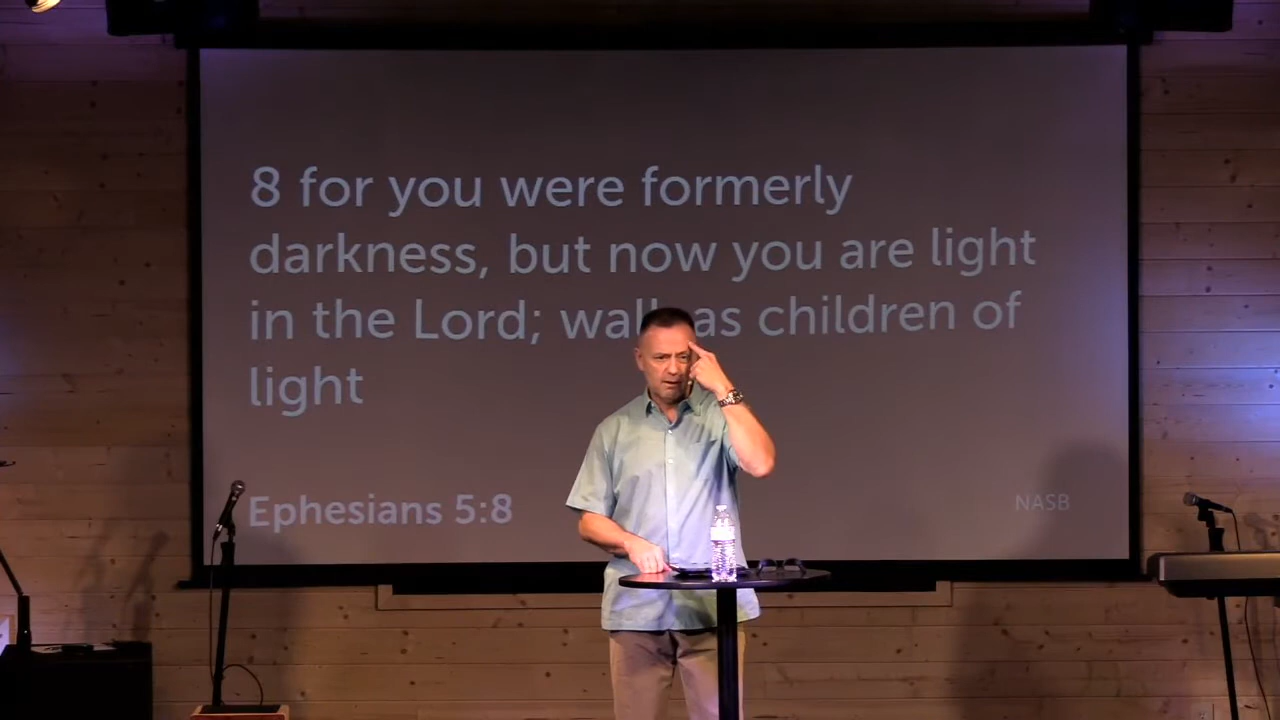 8 for you were formerly
darkness, but now you are light
in the Lord; walk as children of
light
Ephesians 5:8
NASB